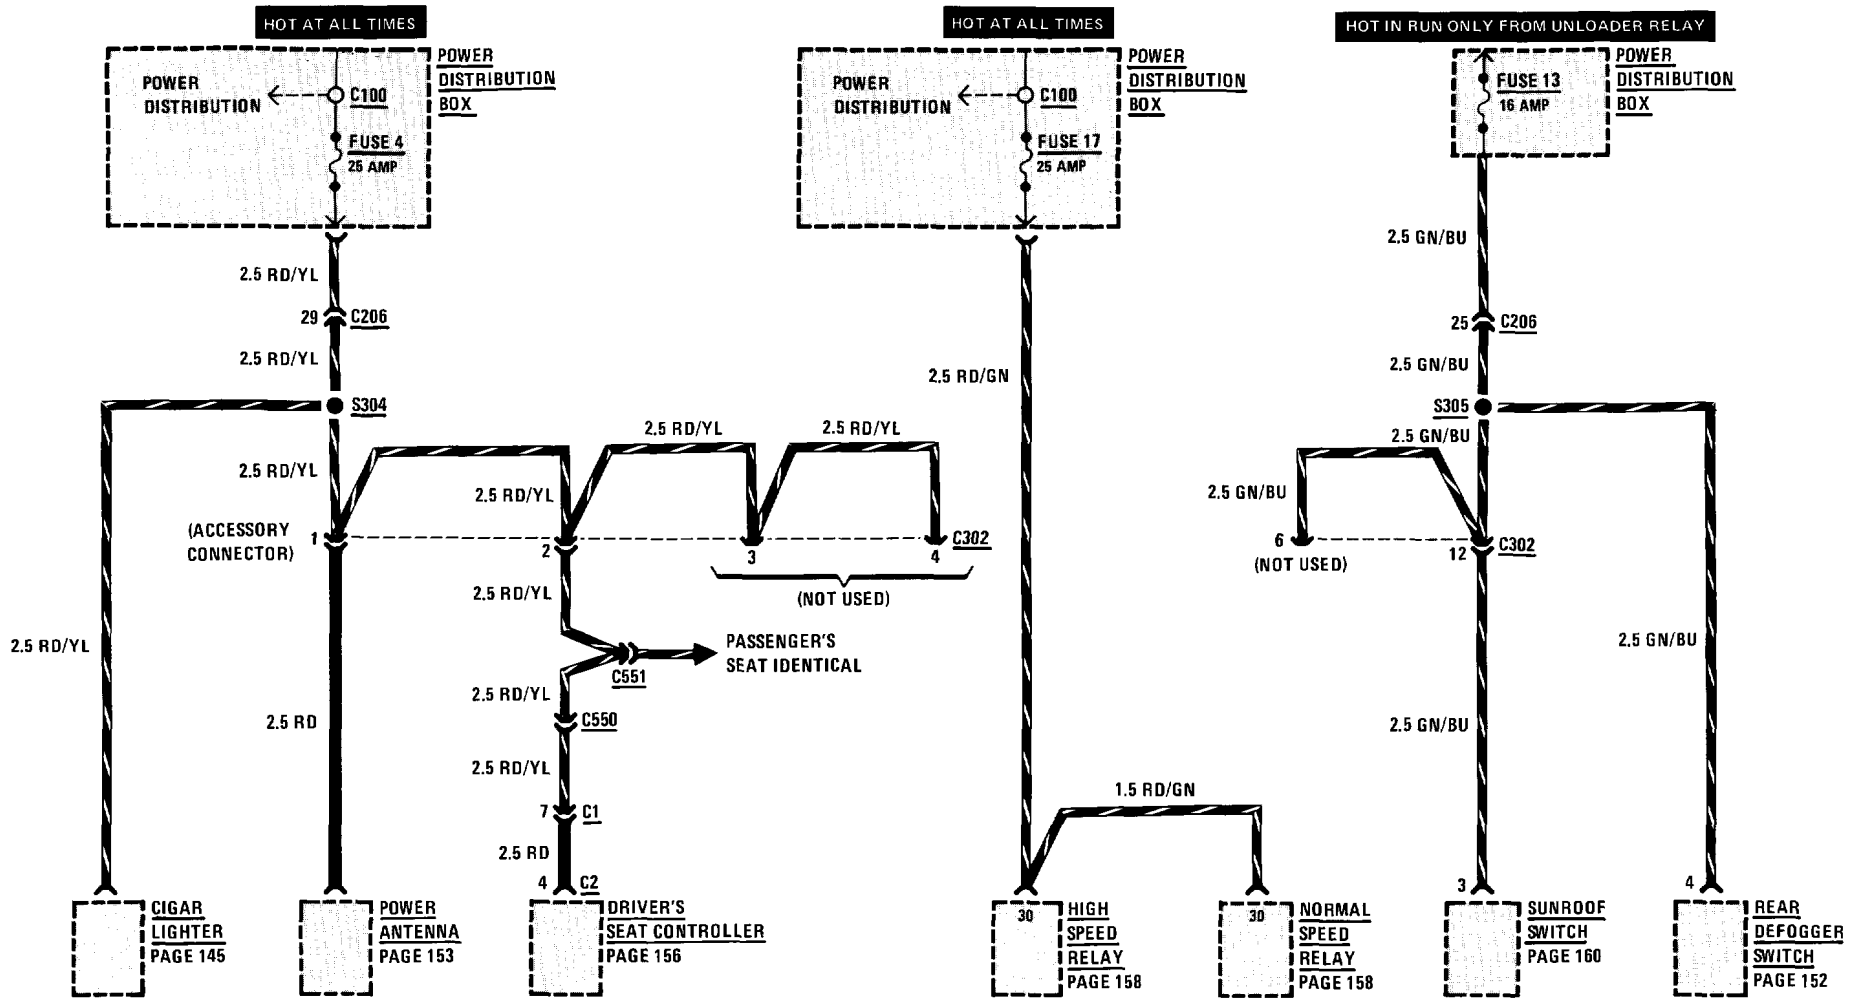 HOT AT ALL TIMES
HOT AT ALL TIMES
HOT IN RUN ONLY FROM UNLOADER RELAY
POWER
DISTRIBUTION
C100
FUSE 4
25 AMP
POWER
DISTRIBUTION
BOX
POWER
DISTRIBUTION
C100
FUSE 17
25 AMP
POWER
DISTRIBUTION
BOX
FUSE 13
16 AMP
POWER
DISTRIBUTION
BOX
2.5 RD/YL
29
C206
2.5 RD/YL
S304
2.5 RD/YL
(ACCESSORY
CONNECTOR)
1
2.5 RD/YL
2
2.5 RD/YL
3
2.5 RD/YL
4
C302
(NOT USED)
2.5 RD/YL
2.5 RD
2.5 RD/YL
C551
PASSENGER'S
SEAT IDENTICAL
2.5 RD/YL
C550
2.5 RD/YL
7
C1
2.5 RD
4
C2
2.5 RD/GN
1.5 RD/GN
2.5 GN/BU
25
C206
2.5 GN/BU
S305
2.5 GN/BU
2.5 GN/BU
6
(NOT USED)
12
C302
2.5 GN/BU
2.5 GN/BU
3
4
CIGAR
LIGHTER
PAGE 145
POWER
ANTENNA
PAGE 153
DRIVER'S
SEAT CONTROLLER
PAGE 156
30
HIGH
SPEED
RELAY
PAGE 158
30
NORMAL
SPEED
RELAY
PAGE 158
SUNROOF
SWITCH
PAGE 160
REAR
DEFOGGER
SWITCH
PAGE 152